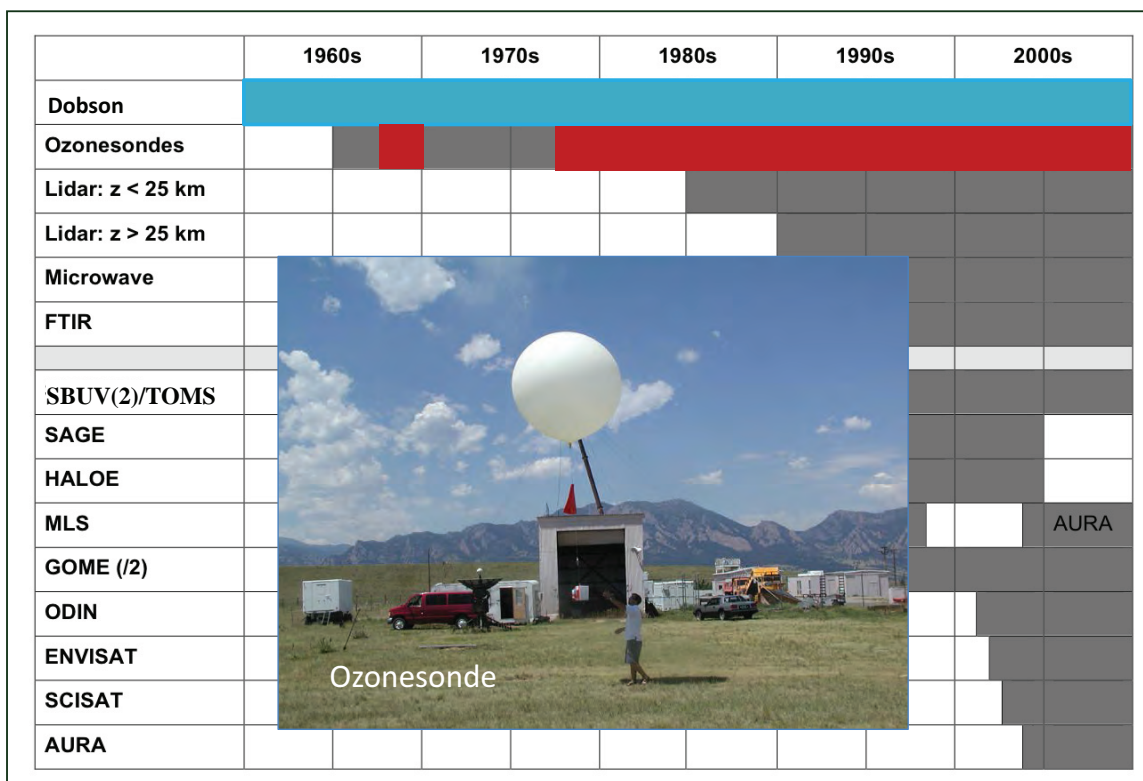 1960s 1970s 1980s 1990s 2000s
Dobson
Ozonesondes
Lidar: z < 25 km
Lidar: z > 25 km
Microwave
FTIR
SBUV(2)/TOMS
SAGE
HALOE
MLS AURA
GOME (/2)
ODIN
ENVISAT
Ozonesonde
SCISAT
AURA